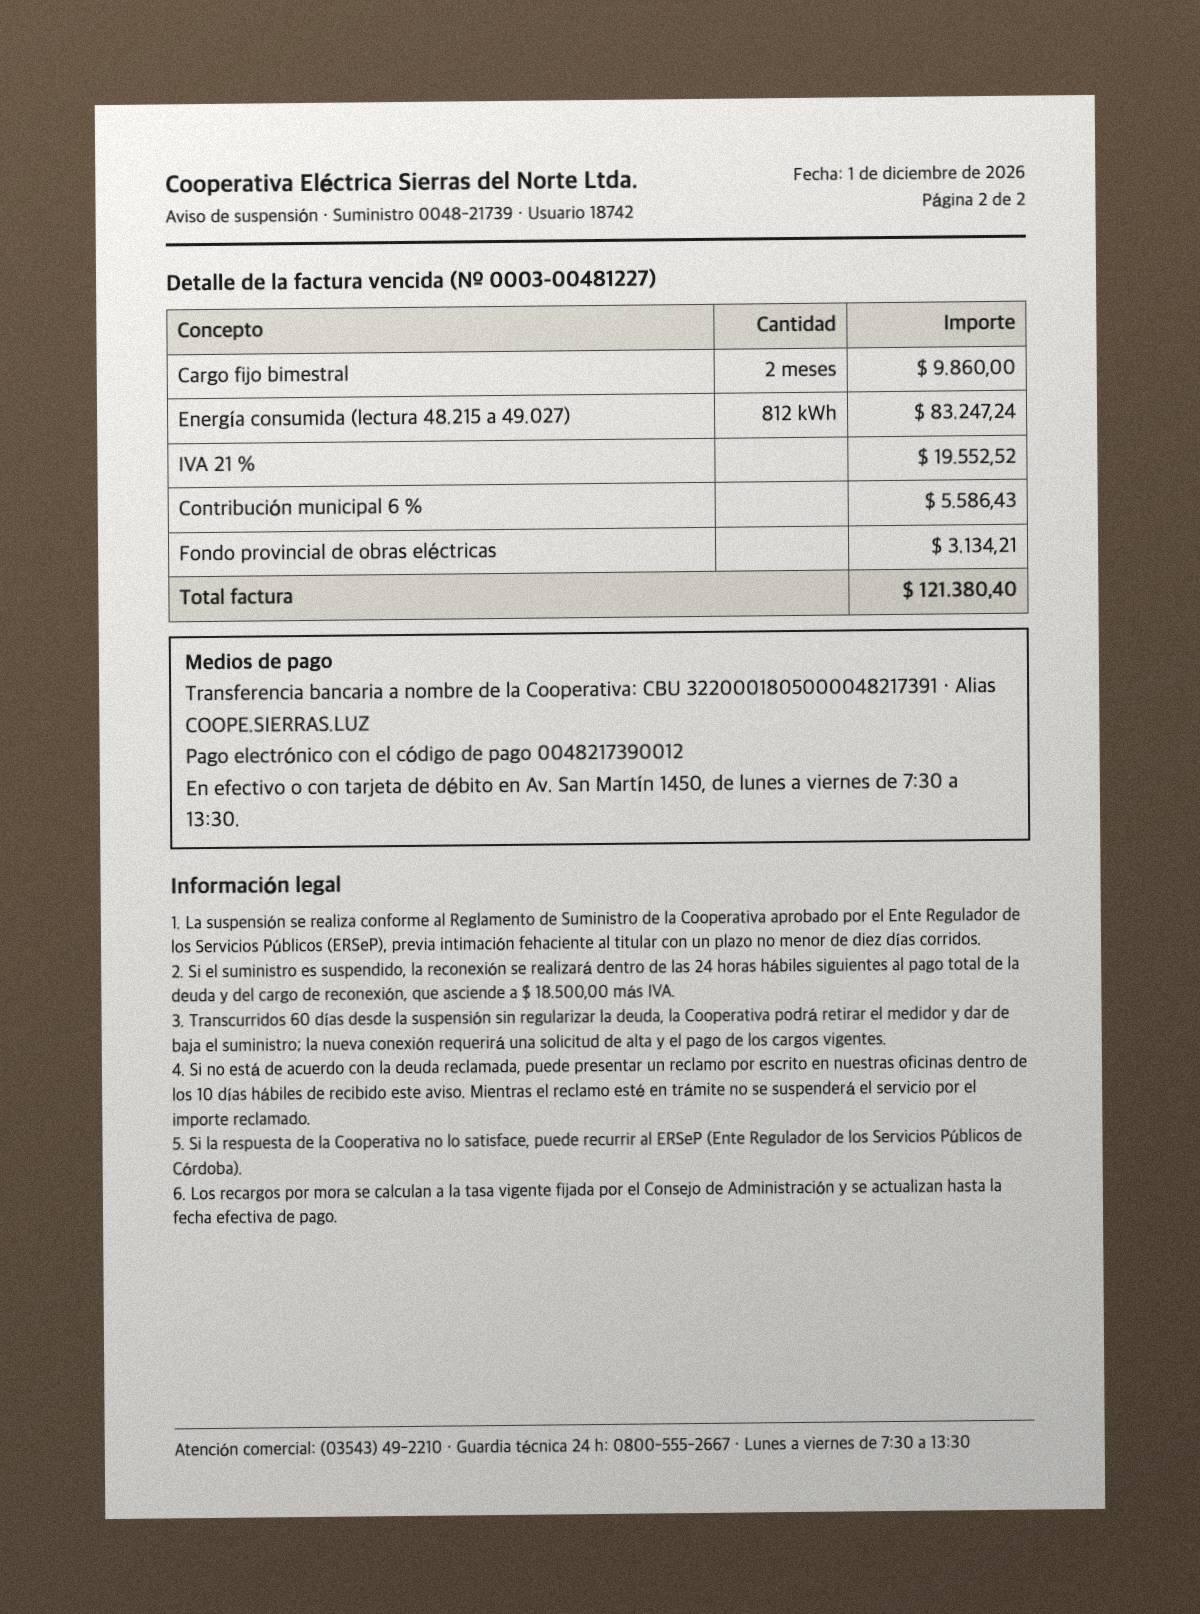 Cooperativa Eléctrica Sierras del Norte Ltda.
Fecha: 1 de diciembre de 2026
Aviso de suspensión · Suministro 0048-21739 · Usuario 18742
Página 2 de 2
Detalle de la factura vencida (Nº 0003-00481227)
Concepto Cantidad Importe
Cargo fijo bimestral 2 meses $ 9.860,00
Energía consumida (lectura 48.215 a 49.027) 812 kWh $ 83.247,24
IVA 21 % $ 19.552,52
Contribución municipal 6 % $ 5.586,43
Fondo provincial de obras eléctricas $ 3.134,21
Total factura $ 121.380,40
Medios de pago
Transferencia bancaria a nombre de la Cooperativa: CBU 3220001805000048217391 · Alias
COOPE.SIERRAS.LUZ
Pago electrónico con el código de pago 0048217390012
En efectivo o con tarjeta de débito en Av. San Martín 1450, de lunes a viernes de 7:30 a
13:30.
Información legal
1. La suspensión se realiza conforme al Reglamento de Suministro de la Cooperativa aprobado por el Ente Regulador de
los Servicios Públicos (ERSeP), previa intimación fehaciente al titular con un plazo no menor de diez días corridos.
2. Si el suministro es suspendido, la reconexión se realizará dentro de las 24 horas hábiles siguientes al pago total de la
deuda y del cargo de reconexión, que asciende a $ 18.500,00 más IVA.
3. Transcurridos 60 días desde la suspensión sin regularizar la deuda, la Cooperativa podrá retirar el medidor y dar de
baja el suministro; la nueva conexión requerirá una solicitud de alta y el pago de los cargos vigentes.
4. Si no está de acuerdo con la deuda reclamada, puede presentar un reclamo por escrito en nuestras oficinas dentro de
los 10 días hábiles de recibido este aviso. Mientras el reclamo esté en trámite no se suspenderá el servicio por el
importe reclamado.
5. Si la respuesta de la Cooperativa no lo satisface, puede recurrir al ERSeP (Ente Regulador de los Servicios Públicos de
Córdoba).
6. Los recargos por mora se calculan a la tasa vigente fijada por el Consejo de Administración y se actualizan hasta la
fecha efectiva de pago.
Atención comercial: (03543) 49-2210 · Guardia técnica 24 h: 0800-555-2667 · Lunes a viernes de 7:30 a 13:30